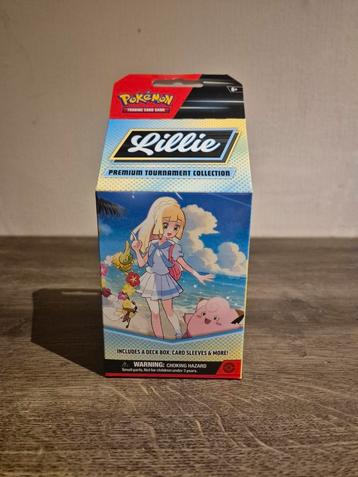 6+
POKéMON
TRADING CARD GAME
Lillie
PREMIUM TOURNAMENT COLLECTION
INCLUDES A DECK BOX, CARD SLEEVES & MORE!
⚠ WARNING: CHOKING HAZARD
Small parts. Not for children under 3 years.